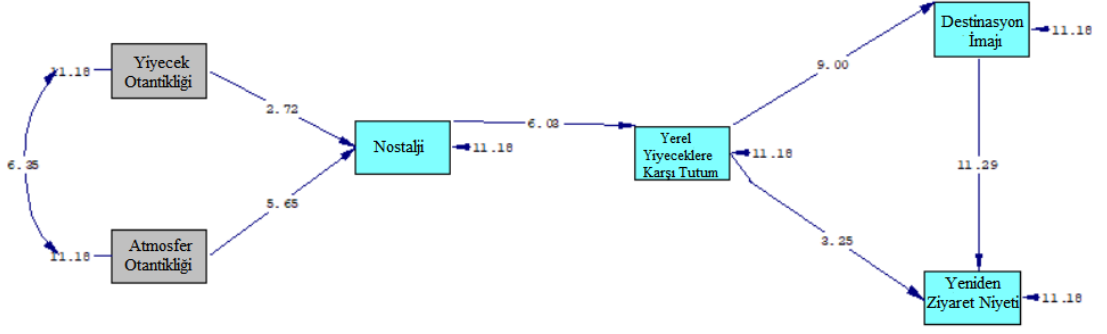 Destinasyon
İmajı
11.18
Yiyecek
Otantikliği
11.18
9.00
2.72
6.03
Nostalji
11.18
Yerel
Yiyeceklere
Karşı Tutum
11.18
6.35
11.29
5.65
3.25
Atmosfer
Otantikliği
11.18
Yeniden
Ziyaret Niyeti
11.18